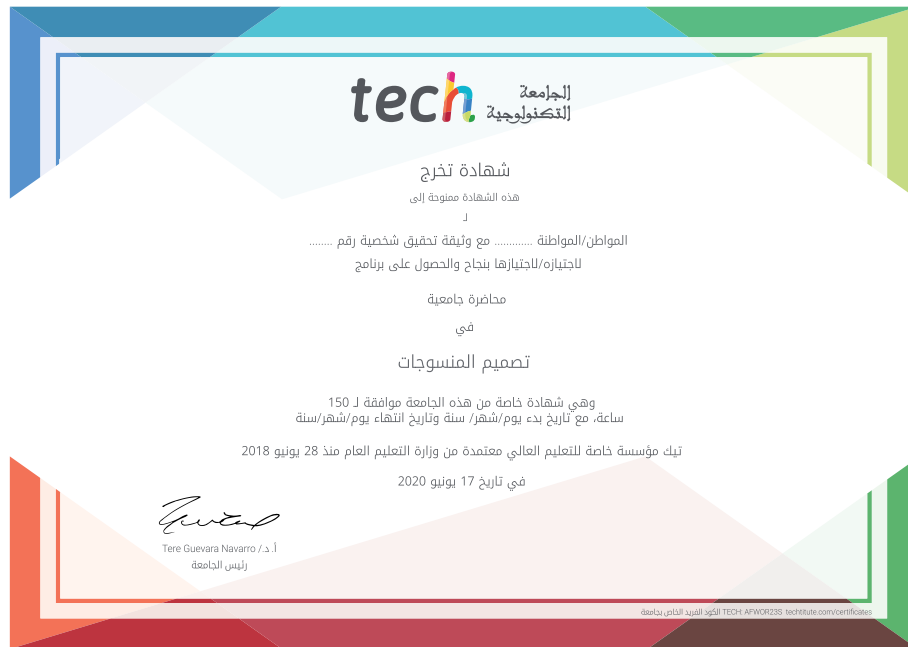 tech الجامعة
التكنولوجية
شهادة تخرج
هذه الشهادة ممنوحة إلى
لـ
المواطن/المواطنة ............. مع وثيقة تحقيق شخصية رقم ........
لاجتيازه/لاجتيازها بنجاح والحصول على برنامج
محاضرة جامعية
في
تصميم المنسوجات
وهي شهادة خاصة من هذه الجامعة موافقة لـ 150
ساعة، مع تاريخ بدء يوم/شهر/ سنة وتاريخ انتهاء يوم/شهر/سنة
تيك مؤسسة خاصة للتعليم العالي معتمدة من وزارة التعليم العام منذ 28 يونيو 2018
في تاريخ 17 يونيو 2020
أ. د./ Tere Guevara Navarro
رئيس الجامعة
الكود الفريد الخاص بجامعة TECH: AFWOR23S techtitute.com/certificates